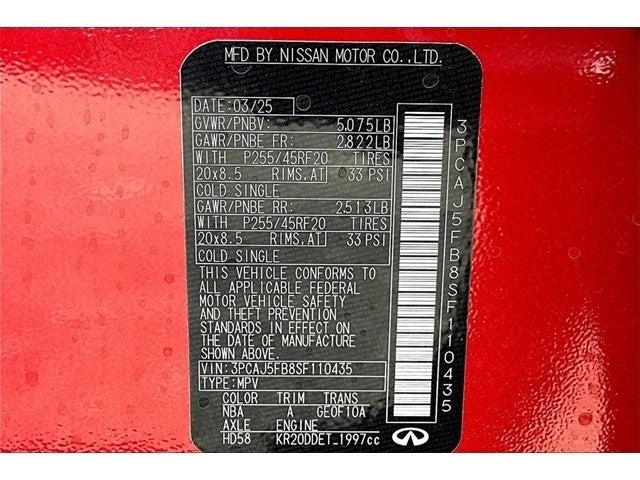 MFD BY NISSAN MOTOR CO.,LTD.
DATE:03/25
GVWR/PNBV: 5,075LB
GAWR/PNBE FR: 2,822LB
WITH P255/45RF20 TIRES
20x8.5 RIMS,AT 33 PSI
COLD SINGLE
GAWR/PNBE RR: 2,513LB
WITH P255/45RF20 TIRES
20x8.5 RIMS,AT 33 PSI
COLD SINGLE
THIS VEHICLE CONFORMS TO
ALL APPLICABLE FEDERAL
MOTOR VEHICLE SAFETY
AND THEFT PREVENTION
STANDARDS IN EFFECT ON
THE DATE OF MANUFACTURE
SHOWN ABOVE.
VIN:3PCAJ5FB8SF110435
TYPE:MPV
COLOR TRIM TRANS
NBA A GE0F10A
AXLE ENGINE
HD58 KR20DDET_1997cc
INFINITI
3PCAJ5FB8SF110435